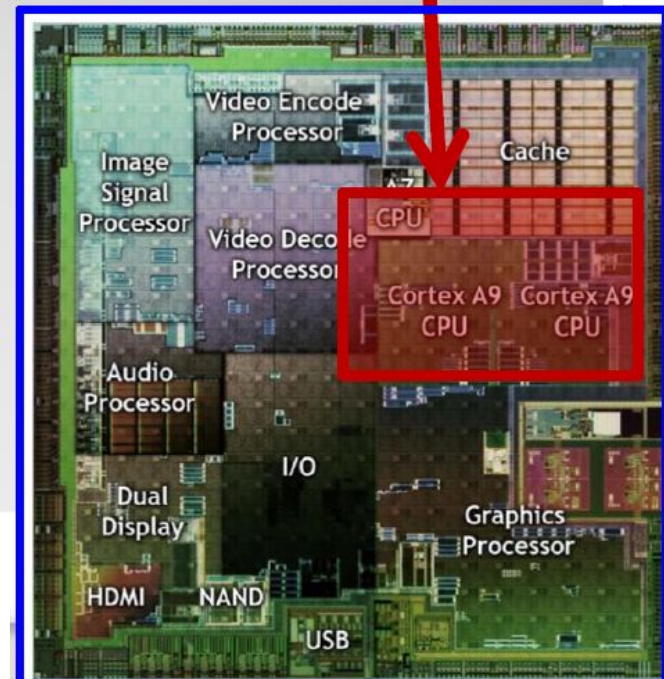 Video Encode
Processor
Cache
Image
Signal
Processor
A7
CPU
Video Decode
Processor
Cortex A9
CPU
Cortex A9
CPU
Audio
Processor
I/O
Dual
Display
Graphics
Processor
HDMI
NAND
USB